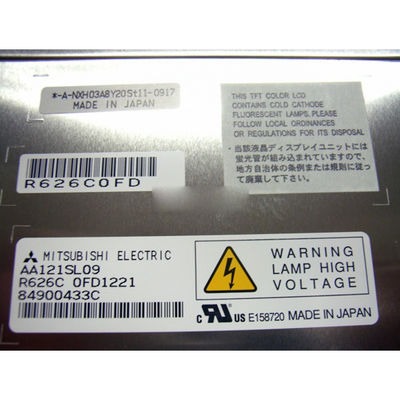 *-A-NXH03A8Y20St11-0917
MADE IN JAPAN
THIS TFT COLOR LCD
CONTAINS COLD CATHODE
FLUORESCENT LAMPS. PLEASE
FOLLOW LOCAL ORDINANCES
OR REGULATIONS FOR ITS DISPOSAL
当該液晶ディスプレイユニットには
蛍光管が組み込まれていますので、
地方自治体の条例または規則に従っ
て廃棄して下さい。
R626C0FD
MITSUBISHI ELECTRIC
AA121SL09
R626C 0FD1221
84900433C
WARNING
LAMP HIGH
VOLTAGE
c RU US E158720 MADE IN JAPAN